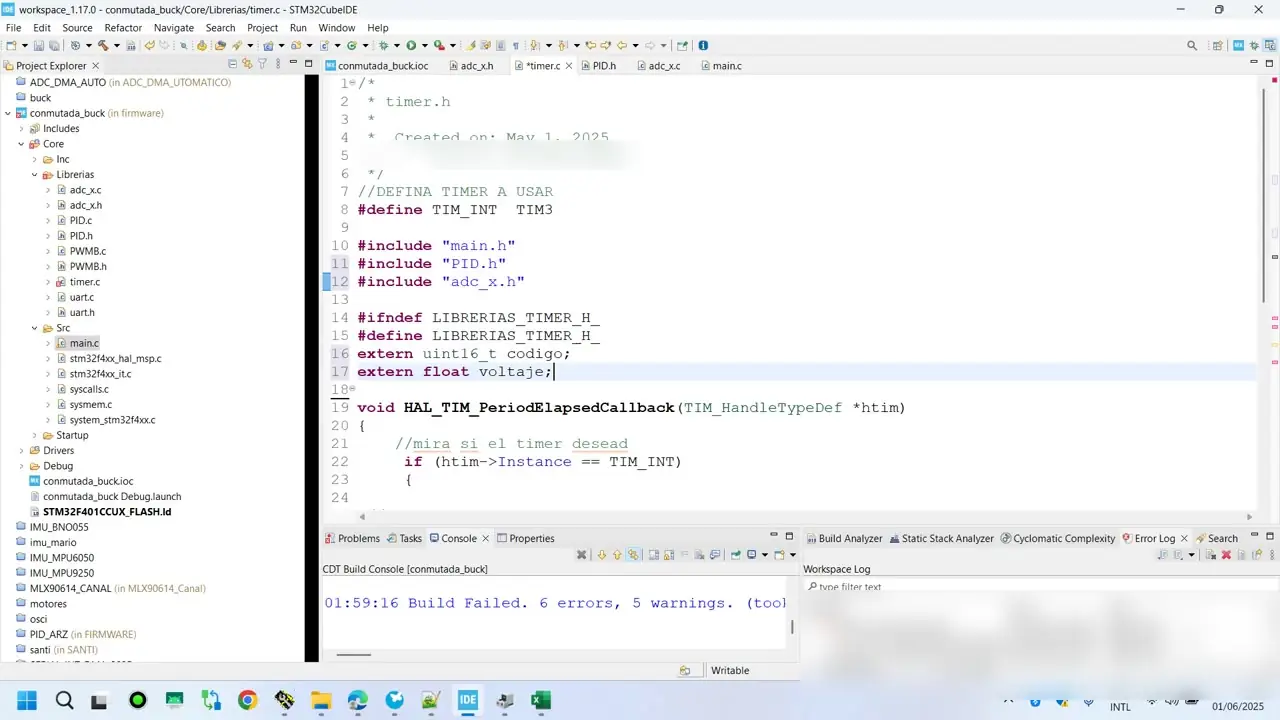 workspace_1.17.0 - conmutada_buck/Core/Librerias/timer.c - STM32CubeIDE
File Edit Source Refactor Navigate Search Project Run Window Help
Project Explorer
ADC_DMA_AUTO (in ADC_DMA_UTOMATICO)
buck
conmutada_buck (in firmware)
Includes
Core
Inc
Librerias
adc_x.c
adc_x.h
PID.c
PID.h
PWMB.c
PWMB.h
timer.c
uart.c
uart.h
Src
main.c
stm32f4xx_hal_msp.c
stm32f4xx_it.c
syscalls.c
sysmem.c
system_stm32f4xx.c
Startup
Drivers
Debug
conmutada_buck.ioc
conmutada_buck Debug.launch
STM32F401CCUX_FLASH.ld
IMU_BNO055
imu_mario
IMU_MPU6050
IMU_MPU9250
MLX90614_CANAL (in MLX90614_Canal)
motores
osci
PID_ARZ (in FIRMWARE)
santi (in SANTI)
conmutada_buck.ioc adc_x.h *timer.c PID.h adc_x.c main.c
1 /*
2 * timer.h
3 *
4 * Created on: May 1, 2025
5
6 */
7 //DEFINA TIMER A USAR
8 #define TIM_INT TIM3
9
10 #include "main.h"
11 #include "PID.h"
12 #include "adc_x.h"
13
14 #ifndef LIBRERIAS_TIMER_H_
15 #define LIBRERIAS_TIMER_H_
16 extern uint16_t codigo;
17 extern float voltaje;
18
19 void HAL_TIM_PeriodElapsedCallback(TIM_HandleTypeDef *htim)
20 {
21 //mira si el timer desead
22 if (htim->Instance == TIM_INT)
23 {
24
Problems Tasks Console Properties
CDT Build Console [conmutada_buck]
01:59:16 Build Failed. 6 errors, 5 warnings. (took
Build Analyzer Static Stack Analyzer Cyclomatic Complexity Error Log Search
Workspace Log
type filter text
Writable
IDE
INTL
01/06/2025